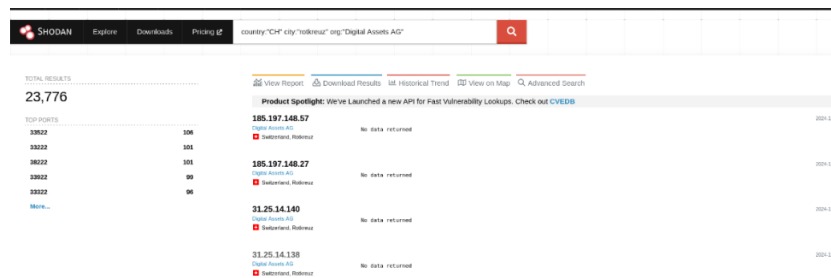 SHODAN Explore Downloads Pricing country:"CH" city:"rotkreuz" org:"Digital Assets AG"
TOTAL RESULTS
23,776
TOP PORTS
33522 106
33222 101
38222 101
33922 99
33322 96
More...
View Report Download Results Historical Trend View on Map Advanced Search
Product Spotlight: We've Launched a new API for Fast Vulnerability Lookups. Check out CVEDB
185.197.148.57
Digital Assets AG
Switzerland, Rotkreuz
No data returned
185.197.148.27
Digital Assets AG
Switzerland, Rotkreuz
No data returned
31.25.14.140
Digital Assets AG
Switzerland, Rotkreuz
No data returned
31.25.14.138
Digital Assets AG
Switzerland, Rotkreuz
No data returned